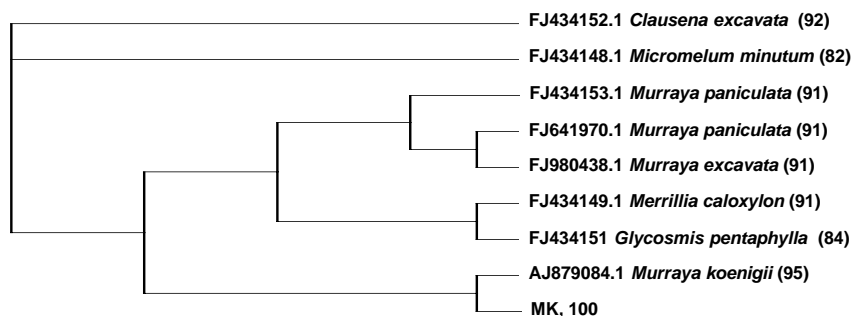 FJ434152.1 Clausena excavata (92)
FJ434148.1 Micromelum minutum (82)
FJ434153.1 Murraya paniculata (91)
FJ641970.1 Murraya paniculata (91)
FJ980438.1 Murraya excavata (91)
FJ434149.1 Merrillia caloxylon (91)
FJ434151 Glycosmis pentaphylla (84)
AJ879084.1 Murraya koenigii (95)
MK, 100